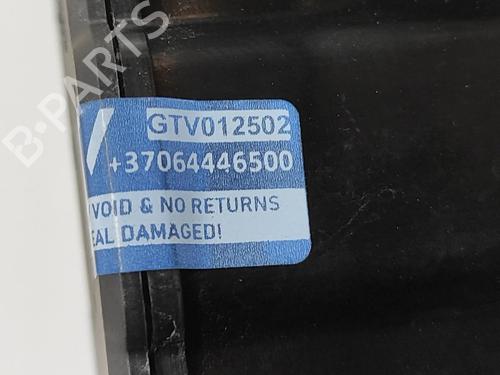 B-PARTS
GTV012502
+37064446500
VOID & NO RETURNS
EAL DAMAGED!